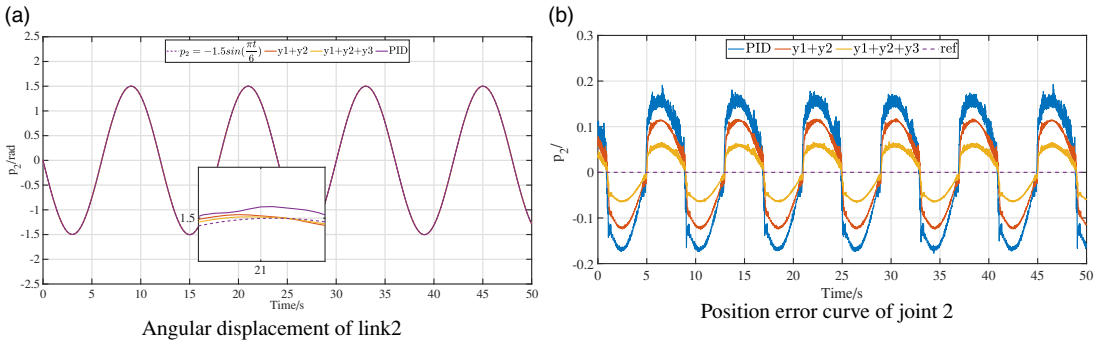 (a)
p₂ = −1.5sin(πt/6) y1+y2 y1+y2+y3 PID
2.5
2
1.5
1
0.5
0
-0.5
-1
-1.5
-2
-2.5
p₂/rad
1.5
21
0 5 10 15 20 25 30 35 40 45 50
Time/s
Angular displacement of link2
(b)
PID y1+y2 y1+y2+y3 ref
0.3
0.2
0.1
0
-0.1
-0.2
p₂/
0 5 10 15 20 25 30 35 40 45 50
Time/s
Position error curve of joint 2